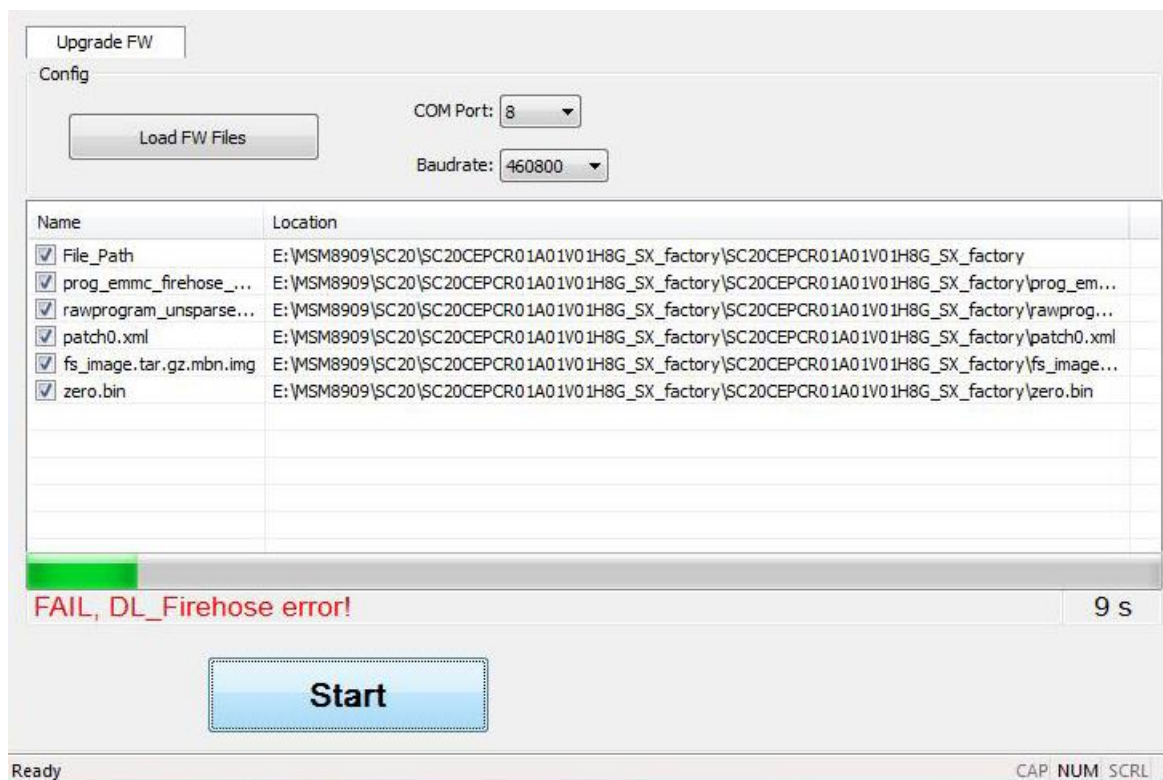 Upgrade FW
Config
Load FW Files
COM Port: 8
Baudrate: 460800
Name Location
File_Path E:\MSM8909\SC20\SC20CEPCR01A01V01H8G_SX_factory\SC20CEPCR01A01V01H8G_SX_factory
prog_emmc_firehose_... E:\MSM8909\SC20\SC20CEPCR01A01V01H8G_SX_factory\SC20CEPCR01A01V01H8G_SX_factory\prog_em...
rawprogram_unsparse... E:\MSM8909\SC20\SC20CEPCR01A01V01H8G_SX_factory\SC20CEPCR01A01V01H8G_SX_factory\rawprog...
patch0.xml E:\MSM8909\SC20\SC20CEPCR01A01V01H8G_SX_factory\SC20CEPCR01A01V01H8G_SX_factory\patch0.xml
fs_image.tar.gz.mbn.img E:\MSM8909\SC20\SC20CEPCR01A01V01H8G_SX_factory\SC20CEPCR01A01V01H8G_SX_factory\fs_image...
zero.bin E:\MSM8909\SC20\SC20CEPCR01A01V01H8G_SX_factory\SC20CEPCR01A01V01H8G_SX_factory\zero.bin
FAIL, DL_Firehose error! 9 s
Start
Ready CAP NUM SCRL